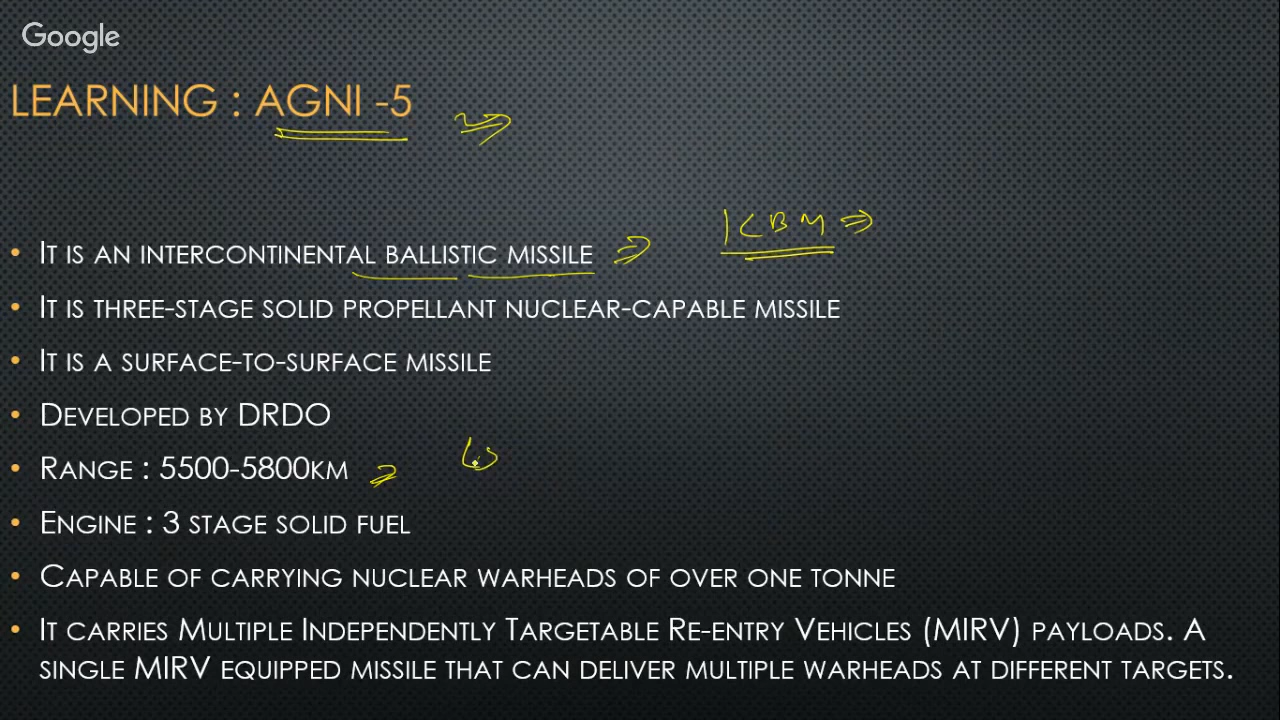 Google
LEARNING : AGNI -5
ICBM
• IT IS AN INTERCONTINENTAL BALLISTIC MISSILE
• IT IS THREE-STAGE SOLID PROPELLANT NUCLEAR-CAPABLE MISSILE
• IT IS A SURFACE-TO-SURFACE MISSILE
• DEVELOPED BY DRDO
• RANGE : 5500-5800KM
• ENGINE : 3 STAGE SOLID FUEL
• CAPABLE OF CARRYING NUCLEAR WARHEADS OF OVER ONE TONNE
• IT CARRIES MULTIPLE INDEPENDENTLY TARGETABLE RE-ENTRY VEHICLES (MIRV) PAYLOADS. A
SINGLE MIRV EQUIPPED MISSILE THAT CAN DELIVER MULTIPLE WARHEADS AT DIFFERENT TARGETS.